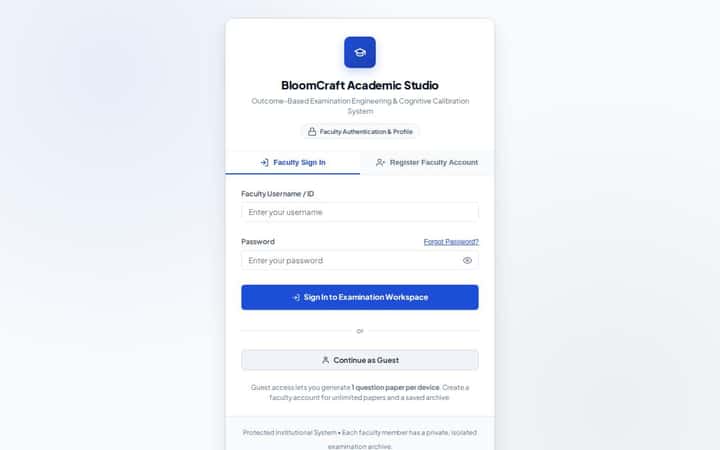 BloomCraft Academic Studio
Outcome-Based Examination Engineering & Cognitive Calibration
System
Faculty Authentication & Profile
Faculty Sign In
Register Faculty Account
Faculty Username / ID
Enter your username
Password
Forgot Password?
Enter your password
Sign In to Examination Workspace
or
Continue as Guest
Guest access lets you generate 1 question paper per device. Create a
faculty account for unlimited papers and a saved archive.
Protected Institutional System • Each faculty member has a private, isolated
examination archive.